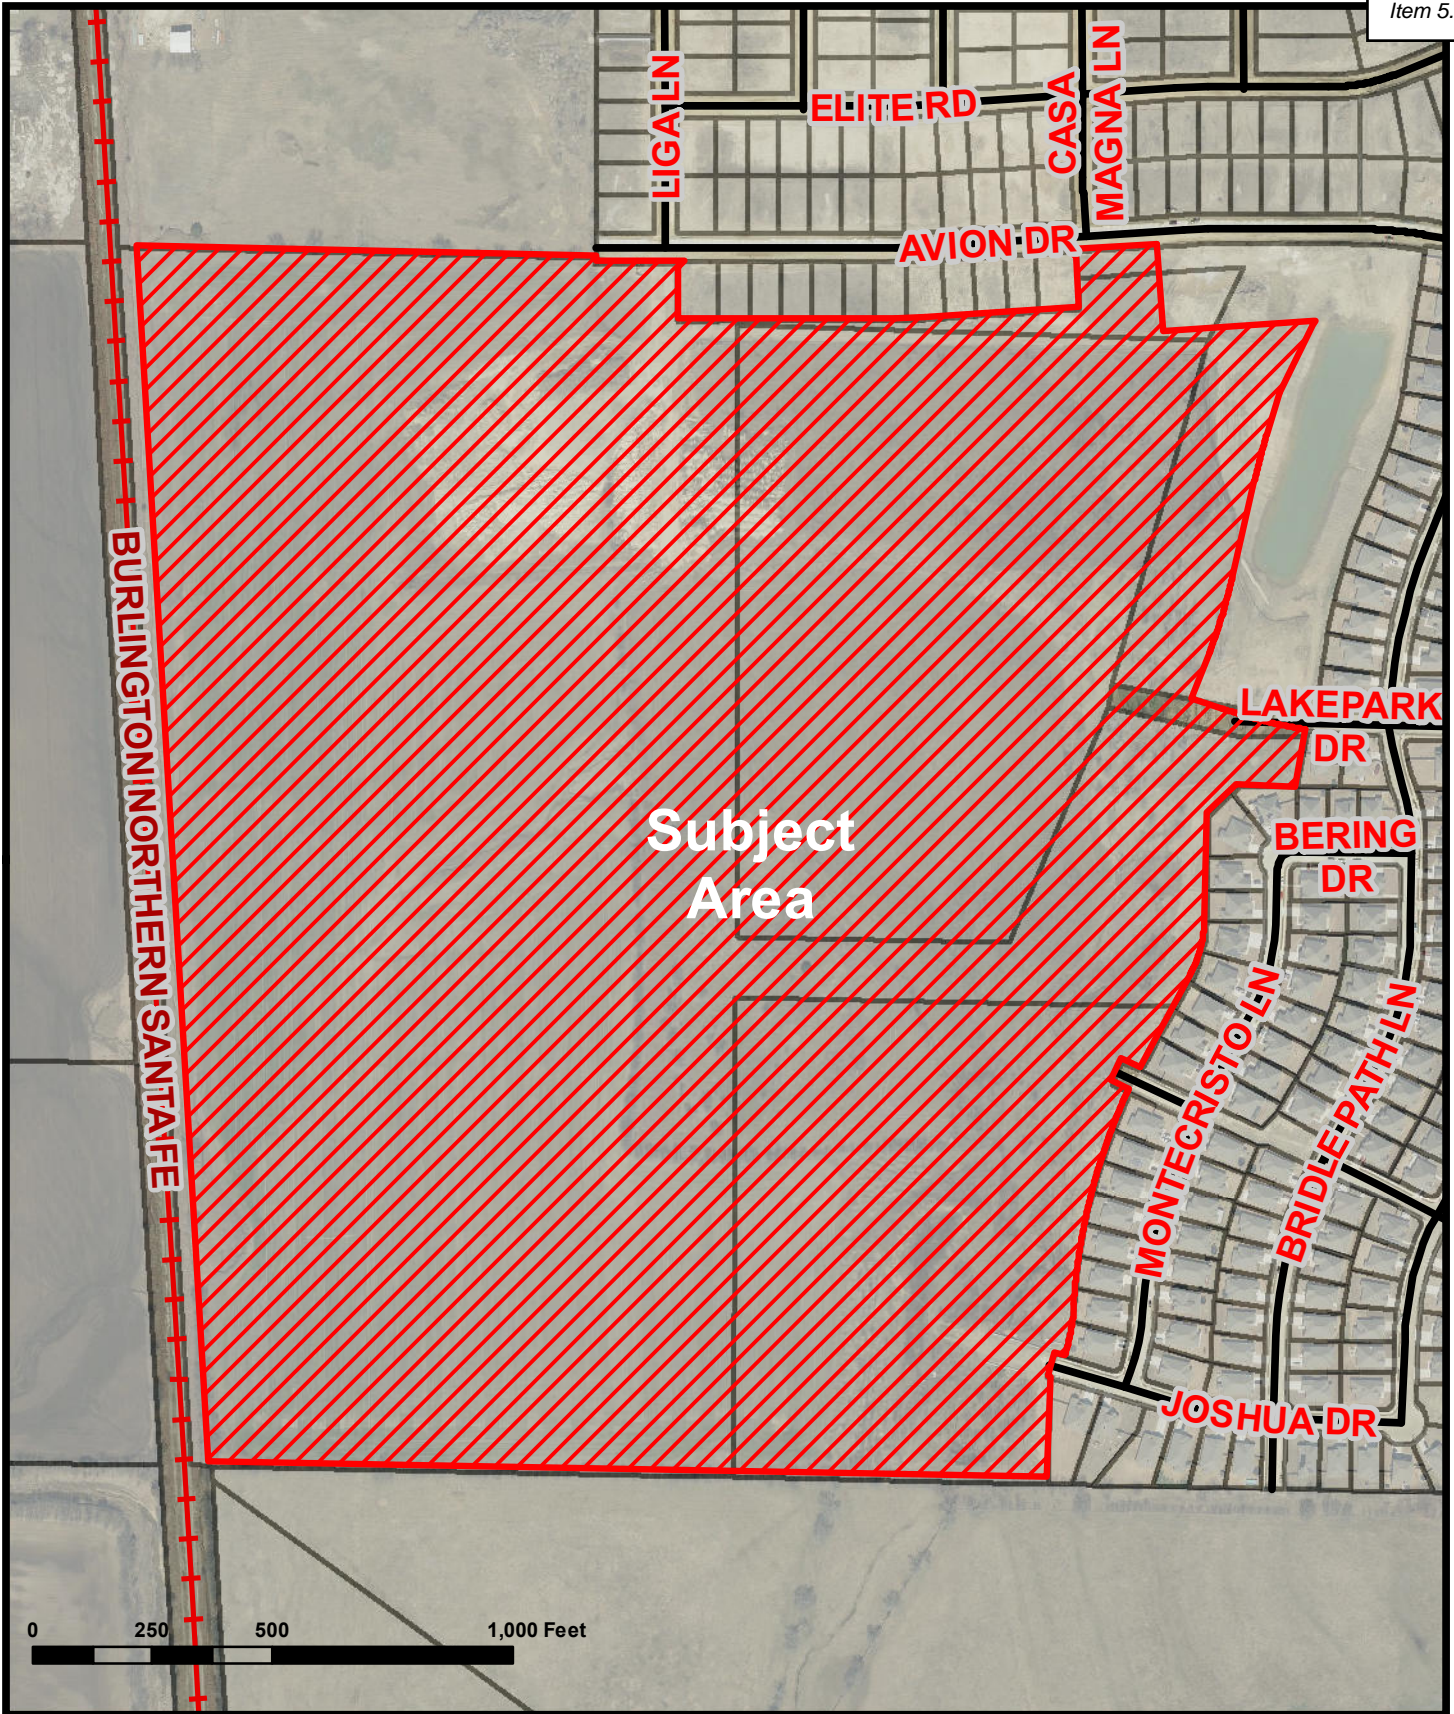 Item 5.
LIGA LN
ELITE RD
CASA
MAGNA LN
AVION DR
BURLINGTON NORTHERN SANTA FE
LAKEPARK
DR
Subject
Area
BERING
DR
MONTECRISTO LN
BRIDLE PATH LN
JOSHUA DR
0 250 500 1,000 Feet